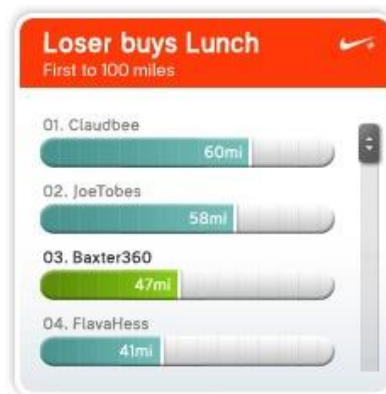 Loser buys Lunch
First to 100 miles
01. Claudbee
60mi
02. JoeTobes
58mi
03. Baxter360
47mi
04. FlavaHess
41mi